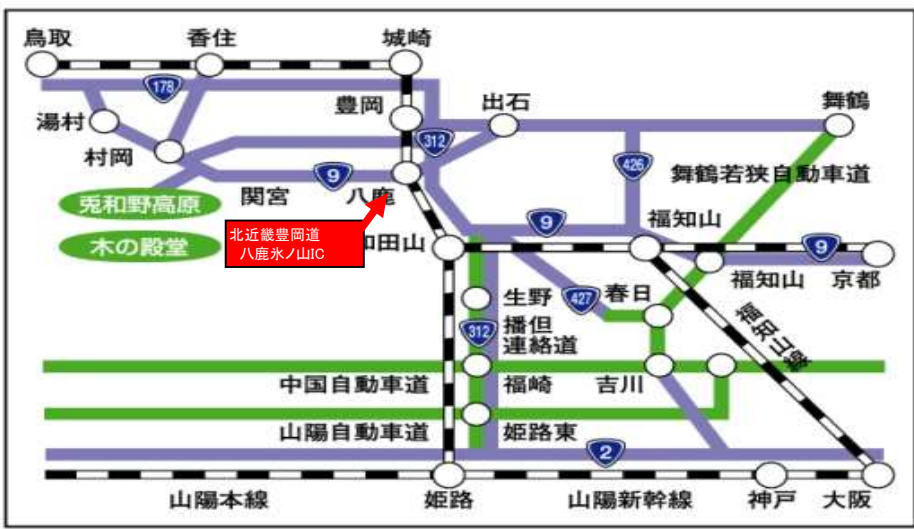 鳥取
香住
城崎
178
湯村
豊岡
出石
舞鶴
村岡
312
426
舞鶴若狭自動車道
兎和野高原
関宮
9
八鹿
木の殿堂
北近畿豊岡道
八鹿氷ノ山IC
和田山
9
福知山
9
福知山
京都
生野
427
春日
312
播但
連絡道
福知山線
中国自動車道
福崎
吉川
山陽自動車道
姫路東
2
山陽本線
姫路
山陽新幹線
神戸
大阪